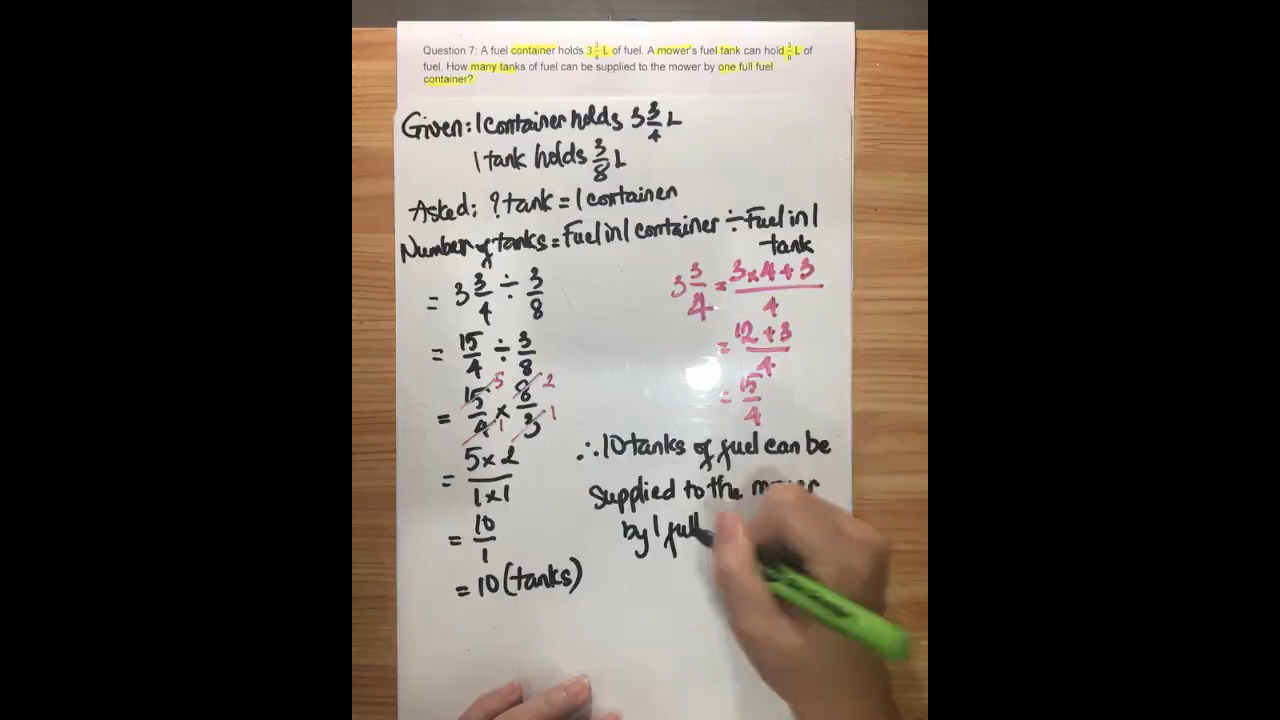 Question 7: A fuel container holds 3 3/4 L of fuel. A mower's fuel tank can hold 3/8 L of
fuel. How many tanks of fuel can be supplied to the mower by one full fuel
container?
Given: 1 container holds 3 3/4 L
1 tank holds 3/8 L
Asked: ? tank = 1 container
Number of tanks = Fuel in 1 container ÷ Fuel in 1
tank
= 3 3/4 ÷ 3/8
= 15/4 ÷ 3/8
= 15/4 × 8/3 5 2 1 1
= 5 × 2 / 1 × 1
= 10/1
= 10 (tanks)
3 3/4 = 3 × 4 + 3 / 4
= 12 + 3 / 4
= 15/4
∴ 10 tanks of fuel can be
supplied to the mower
by 1 full